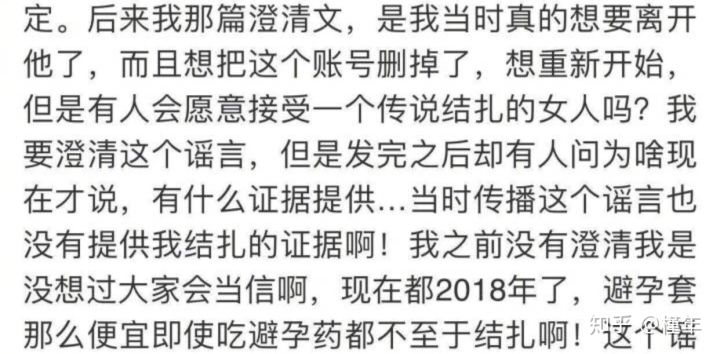 定。后来我那篇澄清文，是我当时真的想要离开
他了，而且想把这个账号删掉了，想重新开始，
但是有人会愿意接受一个传说结扎的女人吗？我
要澄清这个谣言，但是发完之后却有人问为啥现
在才说，有什么证据提供...当时传播这个谣言也
没有提供我结扎的证据啊！我之前没有澄清我是
没想过大家会当信啊，现在都2018年了，避孕套
那么便宜即使吃避孕药都不至于结扎啊！这个谣
知乎 @槿年